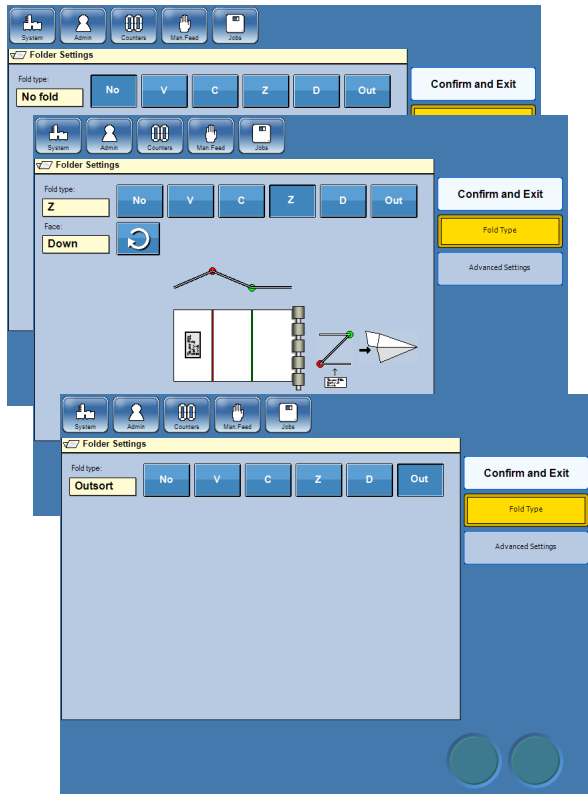 System Admin Counters Man.Feed Jobs
Folder Settings
Fold type:
No fold
No V C Z D Out
Confirm and Exit
System Admin Counters Man.Feed Jobs
Folder Settings
Fold type:
Z
No V C Z D Out
Face:
Down
Confirm and Exit
Fold Type
Advanced Settings
System Admin Counters Man.Feed Jobs
Folder Settings
Fold type:
Outsort
No V C Z D Out
Confirm and Exit
Fold Type
Advanced Settings